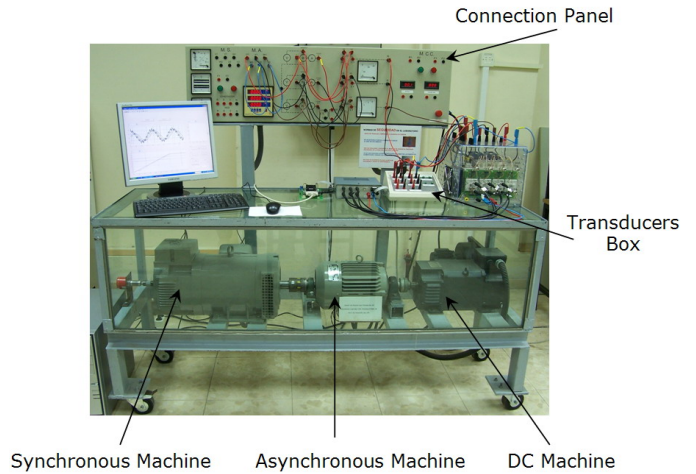 Connection Panel
M S
M A
M C C
Transducers
Box
Synchronous Machine
Asynchronous Machine
DC Machine